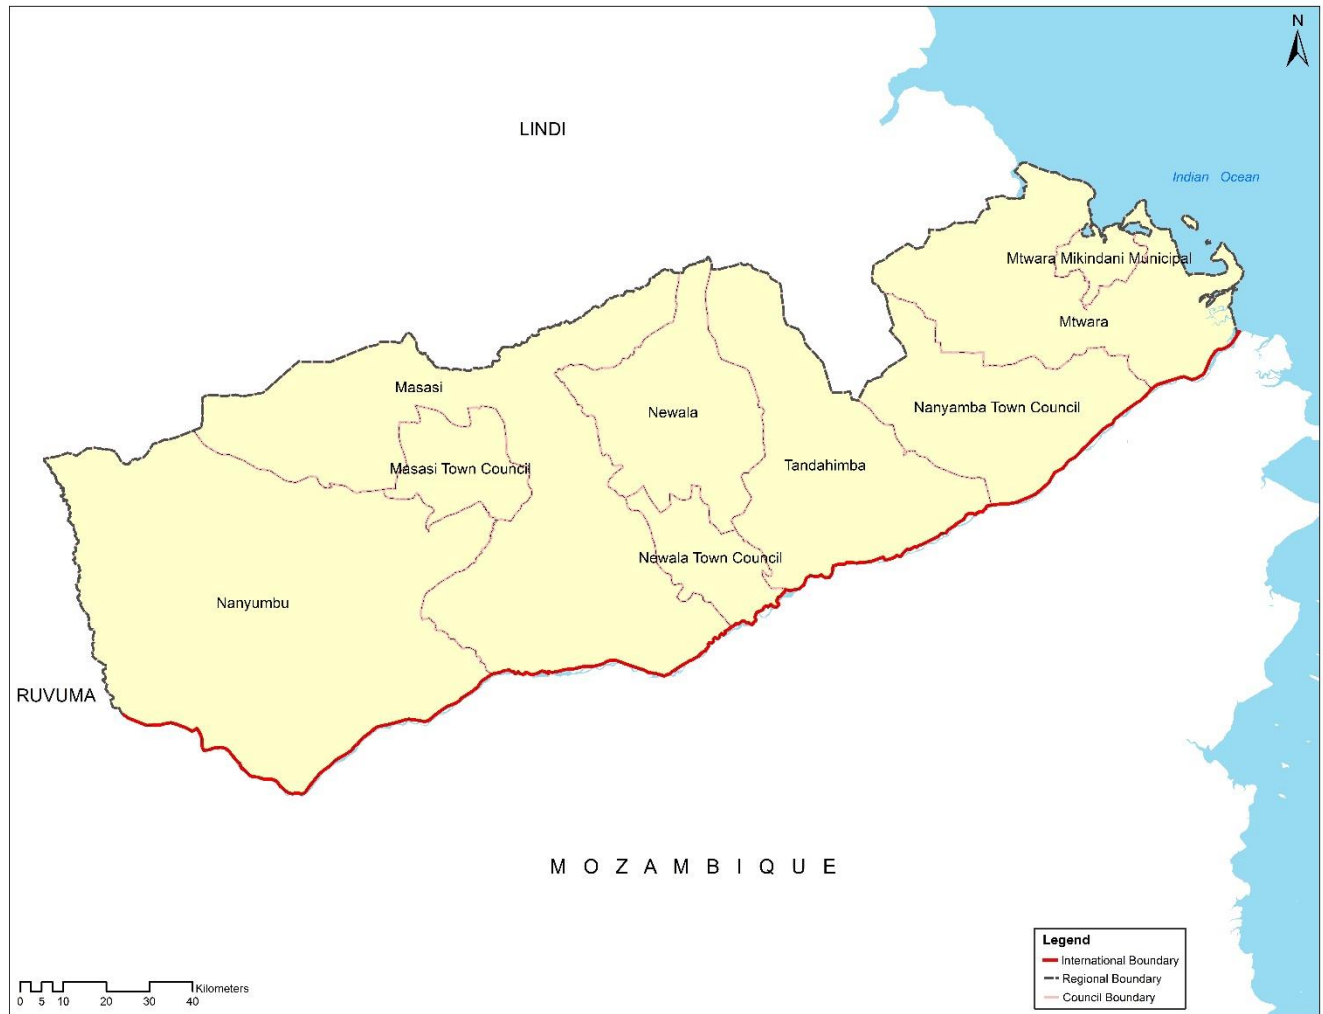 N
LINDI
Indian Ocean
Mtwara Mikindani Municipal
Mtwara
Masasi
Newala
Nanyamba Town Council
Masasi Town Council
Tandahimba
Newala Town Council
Nanyumbu
RUVUMA
MOZAMBIQUE
Legend
International Boundary
Regional Boundary
Council Boundary
Kilometers
0 5 10 20 30 40